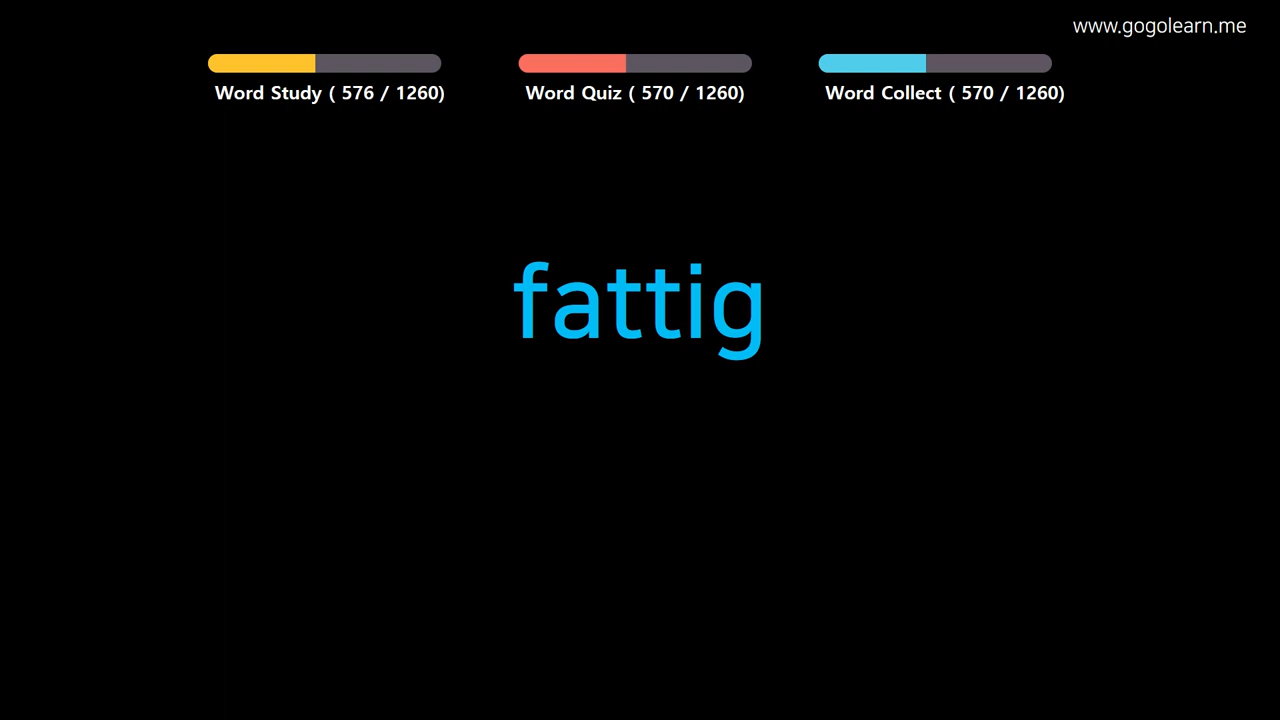 www.gogolearn.me
Word Study ( 576 / 1260)
Word Quiz ( 570 / 1260)
Word Collect ( 570 / 1260)
fattig